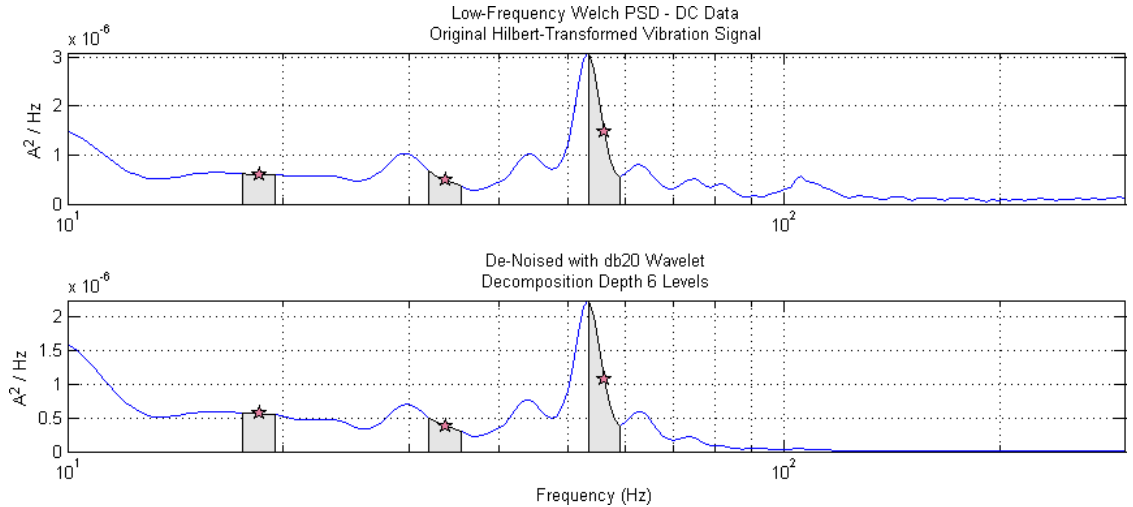 Low-Frequency Welch PSD - DC Data
Original Hilbert-Transformed Vibration Signal
x 10^-6
3
2
1
0
A^2 / Hz
10^1
10^2
De-Noised with db20 Wavelet
Decomposition Depth 6 Levels
x 10^-6
2
1.5
1
0.5
0
A^2 / Hz
10^1
10^2
Frequency (Hz)